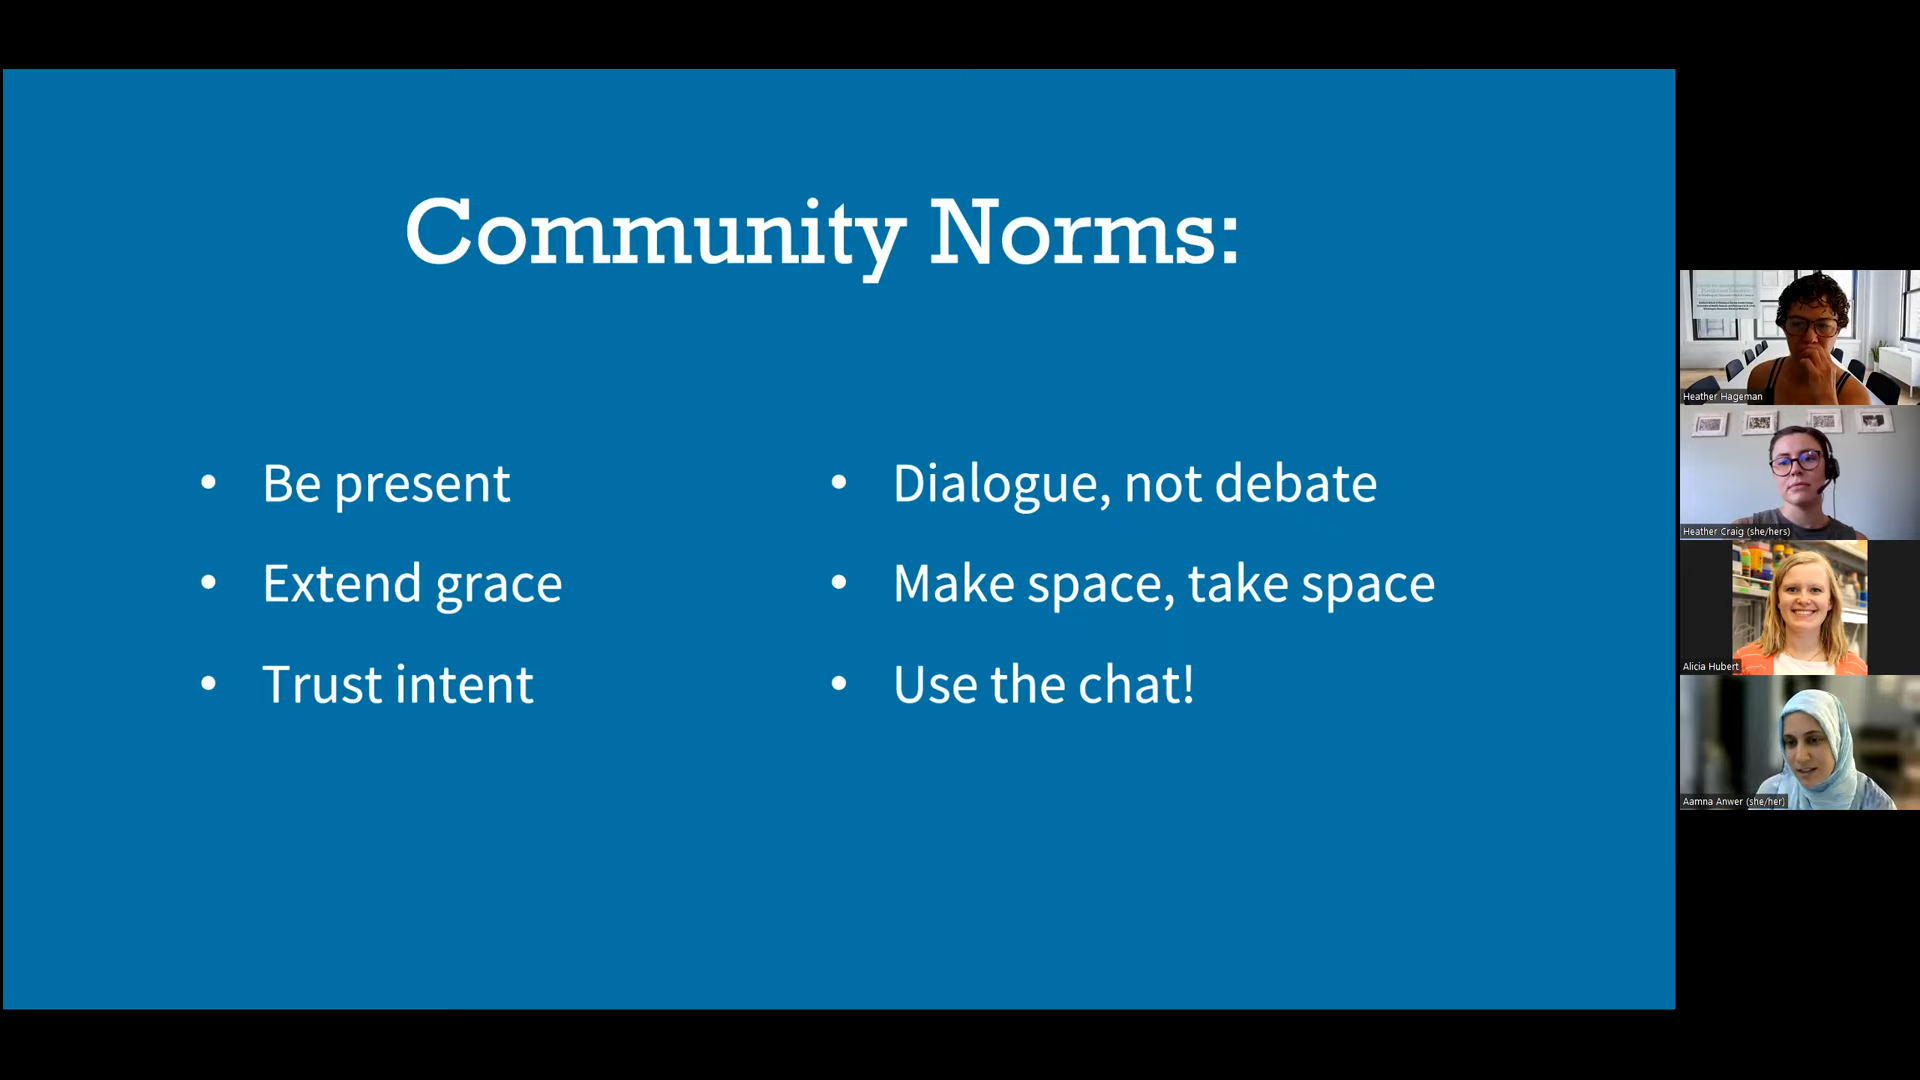 Community Norms:
• Be present
• Extend grace
• Trust intent
• Dialogue, not debate
• Make space, take space
• Use the chat!
Heather Hageman
Heather Craig (she/hers)
Alicia Hubert
Aamna Anwer (she/her)